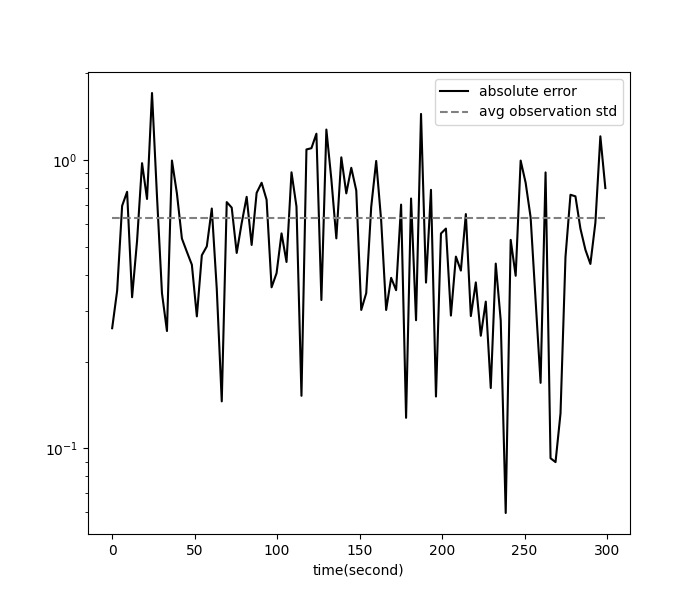 absolute error
avg observation std
10⁰
10⁻¹
0 50 100 150 200 250 300
time(second)